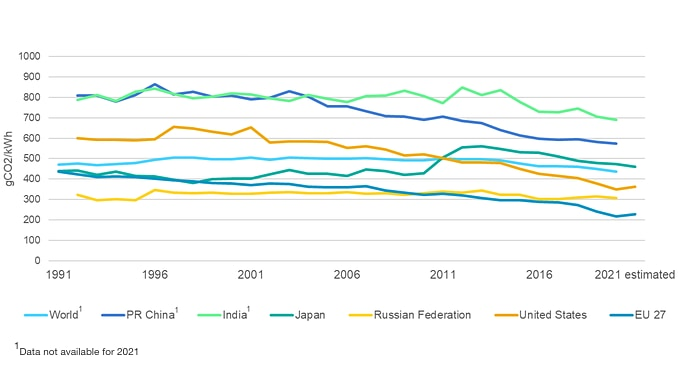 1000
900
800
700
600
500
400
300
200
100
0
gCO2/kWh
1991 1996 2001 2006 2011 2016 2021 estimated
World1 PR China1 India1 Japan Russian Federation United States EU 27
1Data not available for 2021